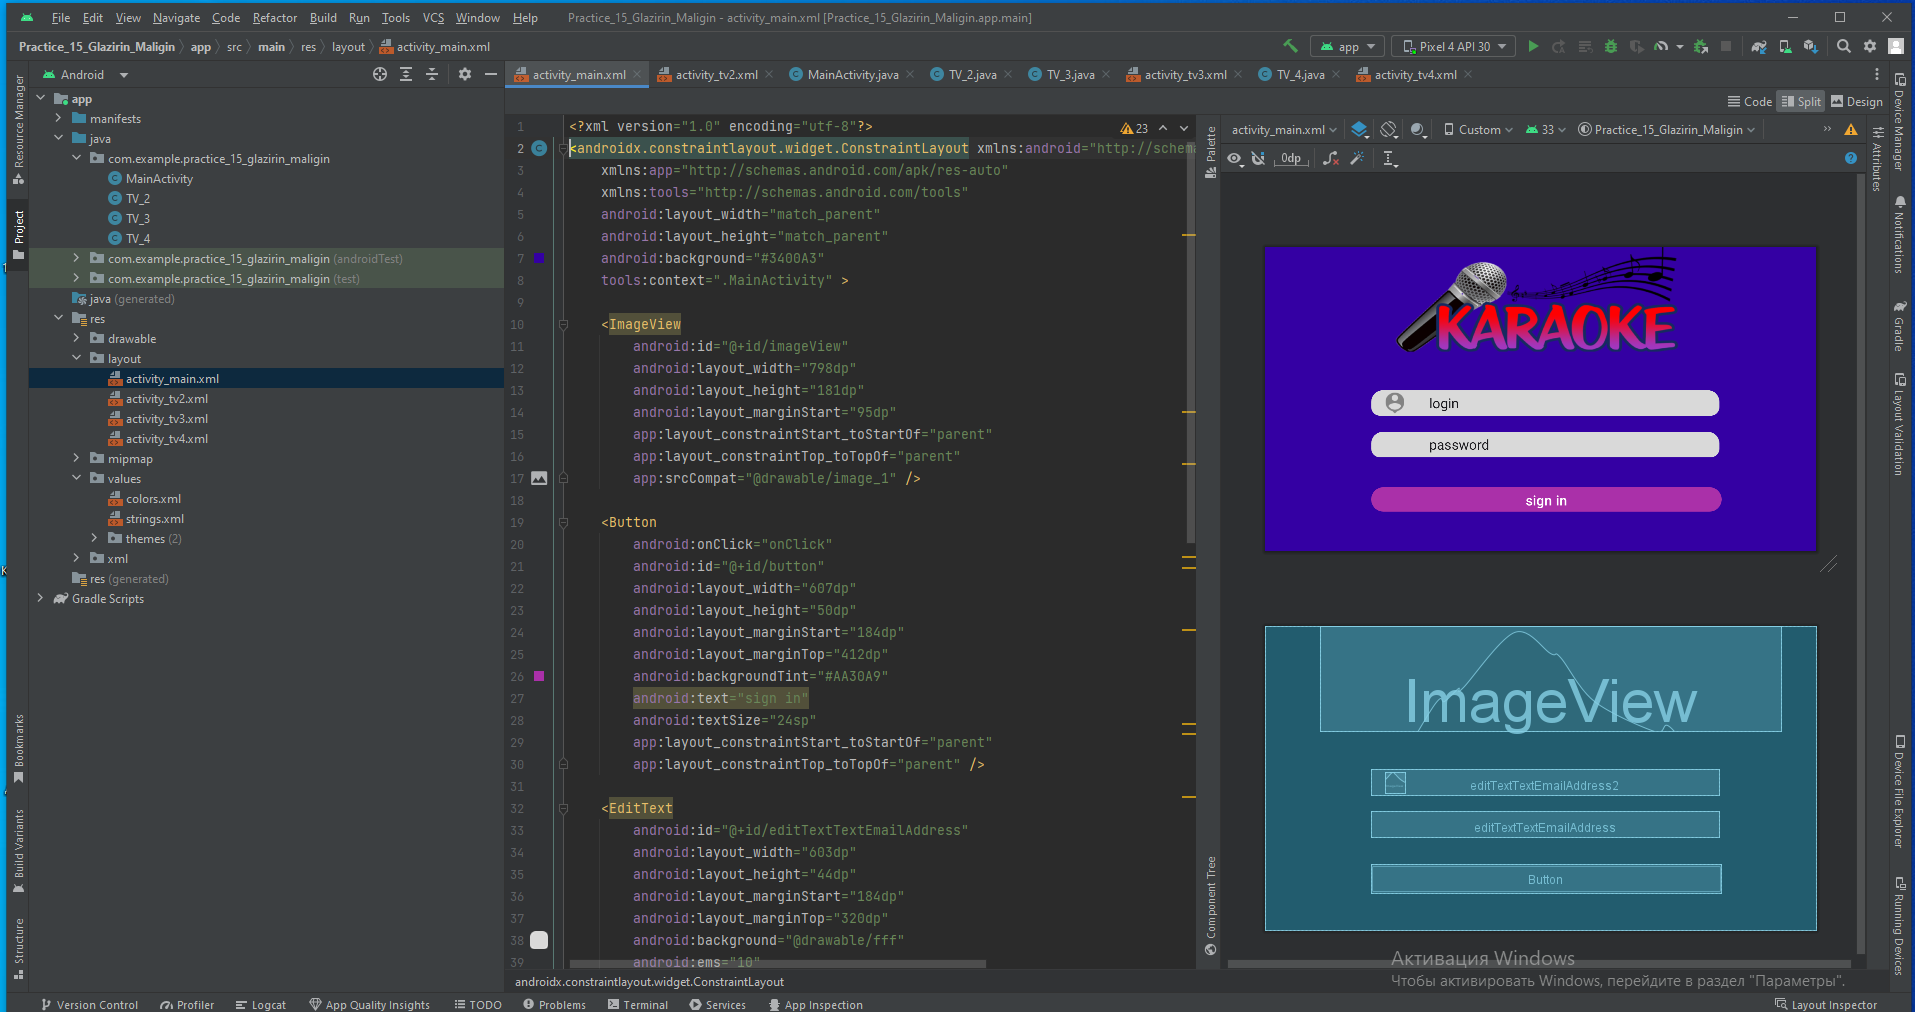 File Edit View Navigate Code Refactor Build Run Tools VCS Window Help Practice_15_Glazirin_Maligin - activity_main.xml [Practice_15_Glazirin_Maligin.app.main]
Practice_15_Glazirin_Maligin app src main res layout activity_main.xml app Pixel 4 API 30
Android
activity_main.xml activity_tv2.xml MainActivity.java TV_2.java TV_3.java activity_tv3.xml TV_4.java activity_tv4.xml
Code Split Design
Resource Manager
Project
Bookmarks
Build Variants
Structure
app
manifests
java
com.example.practice_15_glazirin_maligin
MainActivity
TV_2
TV_3
TV_4
com.example.practice_15_glazirin_maligin (androidTest)
com.example.practice_15_glazirin_maligin (test)
java (generated)
res
drawable
layout
activity_main.xml
activity_tv2.xml
activity_tv3.xml
activity_tv4.xml
mipmap
values
colors.xml
strings.xml
themes (2)
xml
res (generated)
Gradle Scripts
1 <?xml version="1.0" encoding="utf-8"?> 23
2 <androidx.constraintlayout.widget.ConstraintLayout xmlns:android="http://schem
3 xmlns:app="http://schemas.android.com/apk/res-auto"
4 xmlns:tools="http://schemas.android.com/tools"
5 android:layout_width="match_parent"
6 android:layout_height="match_parent"
7 android:background="#3400A3"
8 tools:context=".MainActivity" >
9
10 <ImageView
11 android:id="@+id/imageView"
12 android:layout_width="798dp"
13 android:layout_height="181dp"
14 android:layout_marginStart="95dp"
15 app:layout_constraintStart_toStartOf="parent"
16 app:layout_constraintTop_toTopOf="parent"
17 app:srcCompat="@drawable/image_1" />
18
19 <Button
20 android:onClick="onClick"
21 android:id="@+id/button"
22 android:layout_width="607dp"
23 android:layout_height="50dp"
24 android:layout_marginStart="184dp"
25 android:layout_marginTop="412dp"
26 android:backgroundTint="#AA30A9"
27 android:text="sign in"
28 android:textSize="24sp"
29 app:layout_constraintStart_toStartOf="parent"
30 app:layout_constraintTop_toTopOf="parent" />
31
32 <EditText
33 android:id="@+id/editTextTextEmailAddress"
34 android:layout_width="603dp"
35 android:layout_height="44dp"
36 android:layout_marginStart="184dp"
37 android:layout_marginTop="320dp"
38 android:background="@drawable/fff"
39 android:ems="10"
androidx.constraintlayout.widget.ConstraintLayout
Palette
Component Tree
activity_main.xml Custom 33 Practice_15_Glazirin_Maligin
0dp
KARAOKE
login
password
sign in
ImageView
editTextTextEmailAddress2
editTextTextEmailAddress
Button
Активация Windows
Чтобы активировать Windows, перейдите в раздел "Параметры".
Attributes
Device Manager
Notifications
Gradle
Layout Validation
Device File Explorer
Running Devices
Version Control Profiler Logcat App Quality Insights TODO Problems Terminal Services App Inspection Layout Inspector